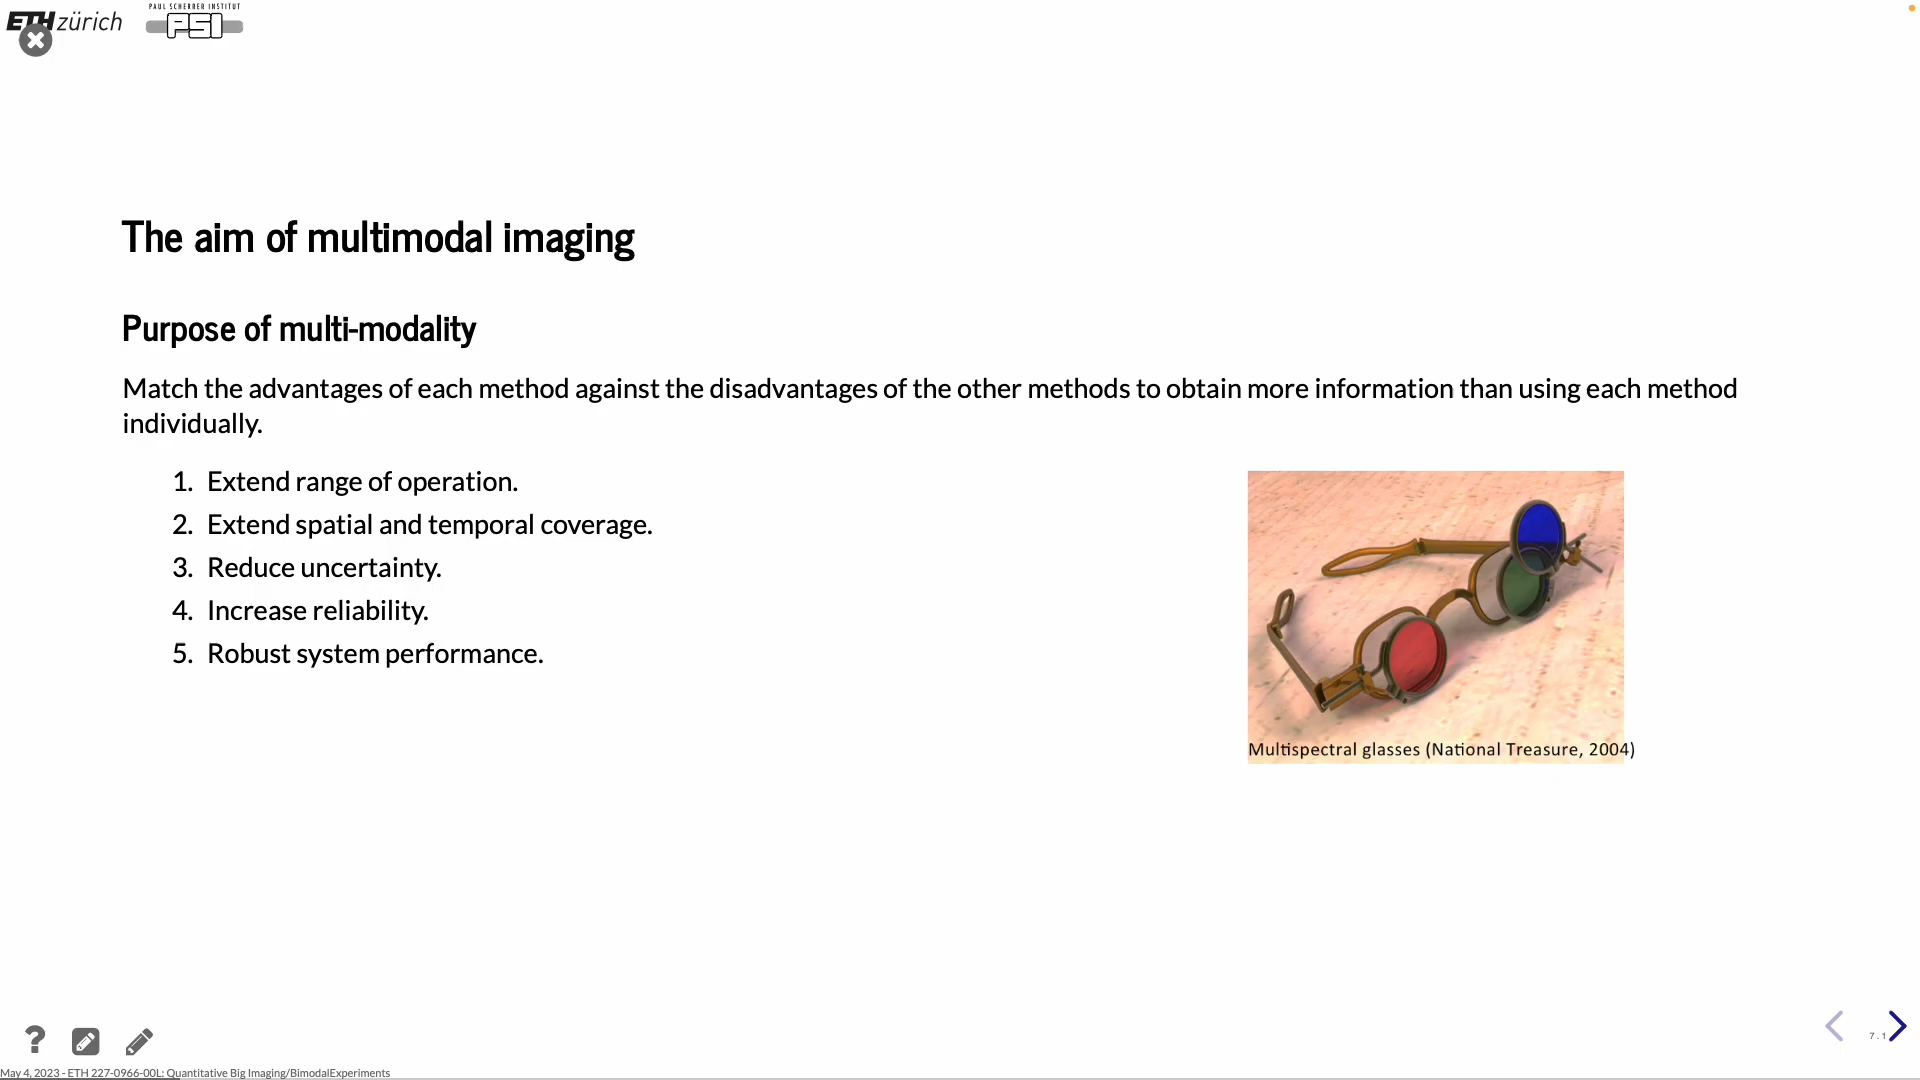 ETH zürich
PAUL SCHERRER INSTITUT
PSI
The aim of multimodal imaging
Purpose of multi-modality
Match the advantages of each method against the disadvantages of the other methods to obtain more information than using each method
individually.
1. Extend range of operation.
2. Extend spatial and temporal coverage.
3. Reduce uncertainty.
4. Increase reliability.
5. Robust system performance.
Multispectral glasses (National Treasure, 2004)
?
7.1
May 4, 2023 - ETH 227-0966-00L: Quantitative Big Imaging/BimodalExperiments